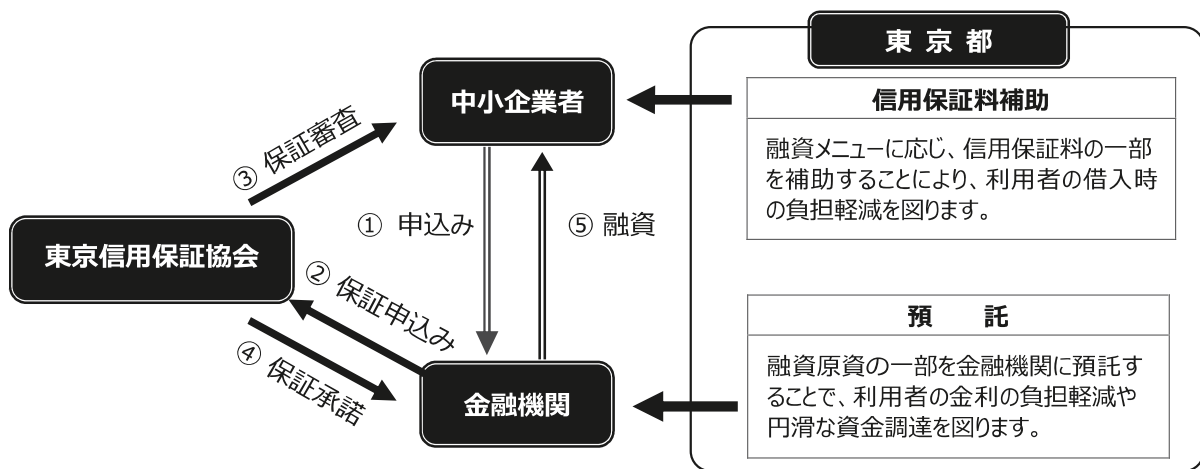 東京都
中小企業者
信用保証料補助
融資メニューに応じ、信用保証料の一部
を補助することにより、利用者の借入時
の負担軽減を図ります。
③ 保証審査
① 申込み
⑤ 融資
東京信用保証協会
② 保証申込み
④ 保証承諾
金融機関
預　託
融資原資の一部を金融機関に預託す
ることで、利用者の金利の負担軽減や
円滑な資金調達を図ります。